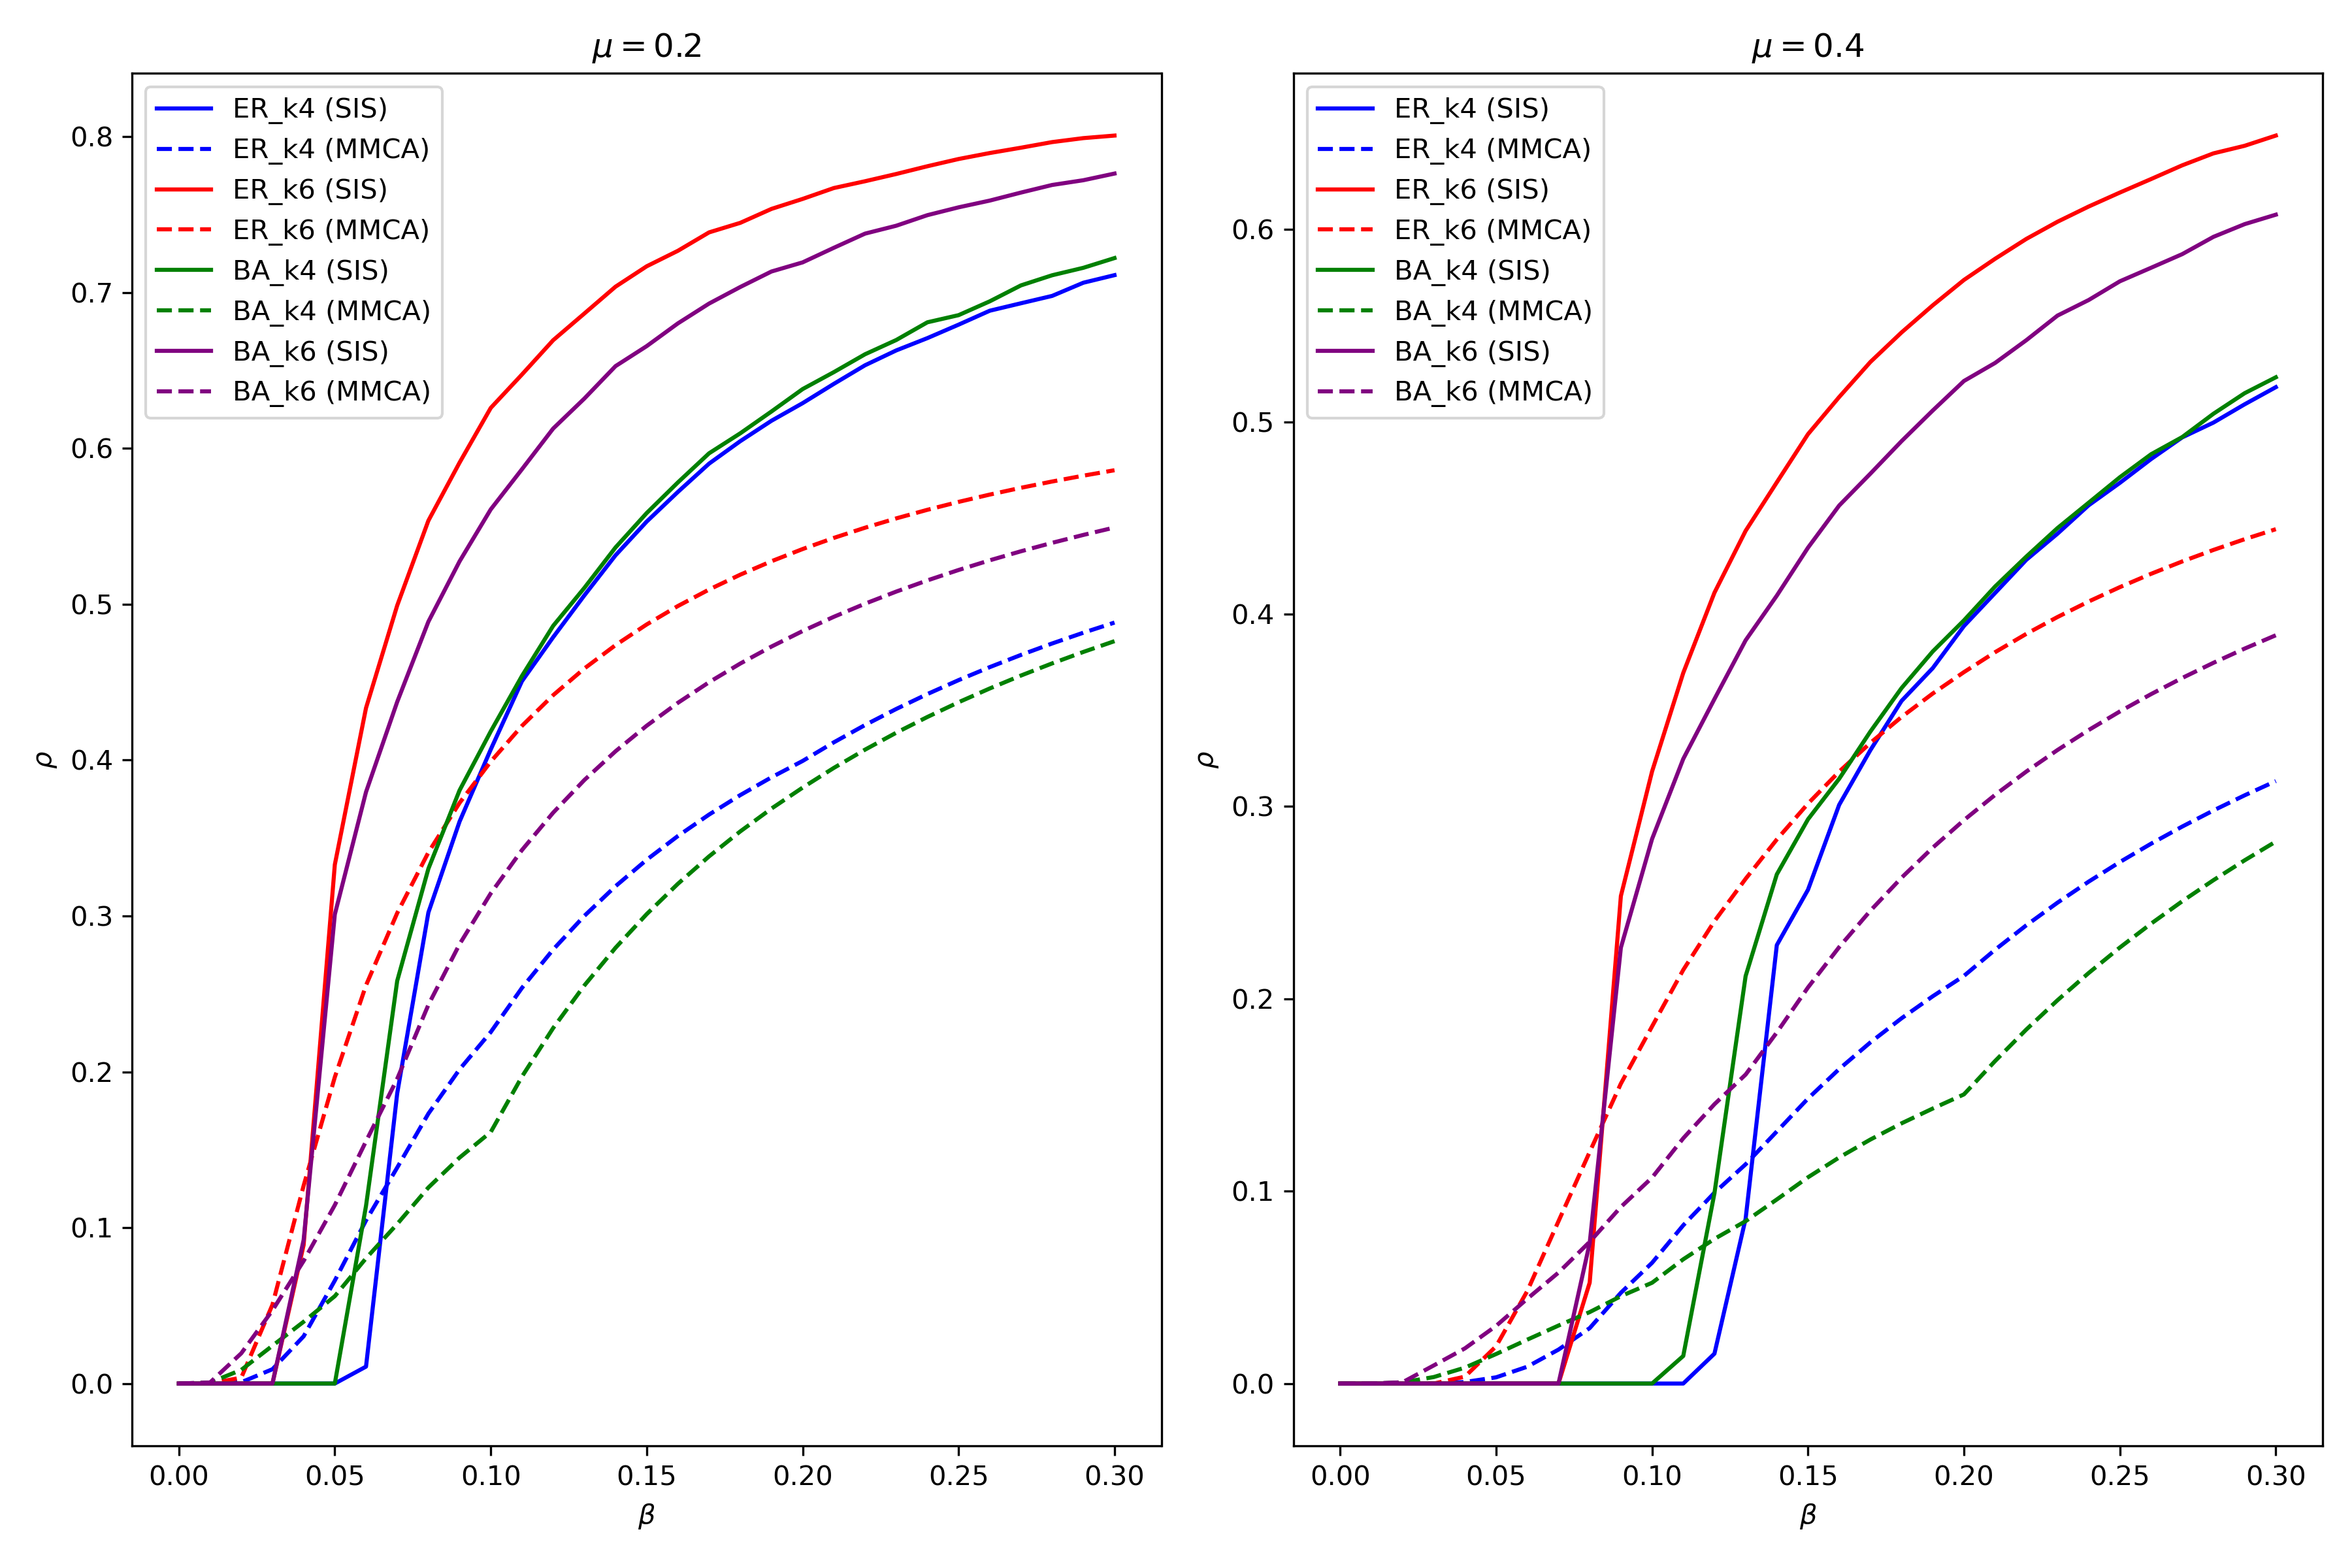 μ = 0.2
ER_k4 (SIS)
ER_k4 (MMCA)
ER_k6 (SIS)
ER_k6 (MMCA)
BA_k4 (SIS)
BA_k4 (MMCA)
BA_k6 (SIS)
BA_k6 (MMCA)
0.8
0.7
0.6
0.5
0.4
0.3
0.2
0.1
0.0
ρ
0.00 0.05 0.10 0.15 0.20 0.25 0.30
β
μ = 0.4
ER_k4 (SIS)
ER_k4 (MMCA)
ER_k6 (SIS)
ER_k6 (MMCA)
BA_k4 (SIS)
BA_k4 (MMCA)
BA_k6 (SIS)
BA_k6 (MMCA)
0.6
0.5
0.4
0.3
0.2
0.1
0.0
ρ
0.00 0.05 0.10 0.15 0.20 0.25 0.30
β